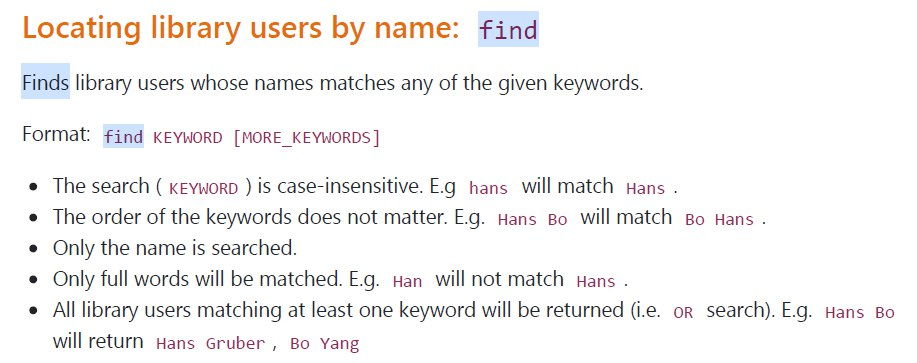 Locating library users by name: find
Finds library users whose names matches any of the given keywords.
Format: find KEYWORD [MORE_KEYWORDS]
• The search ( KEYWORD ) is case-insensitive. E.g hans will match Hans .
• The order of the keywords does not matter. E.g. Hans Bo will match Bo Hans .
• Only the name is searched.
• Only full words will be matched. E.g. Han will not match Hans .
• All library users matching at least one keyword will be returned (i.e. OR search). E.g. Hans Bo
will return Hans Gruber , Bo Yang